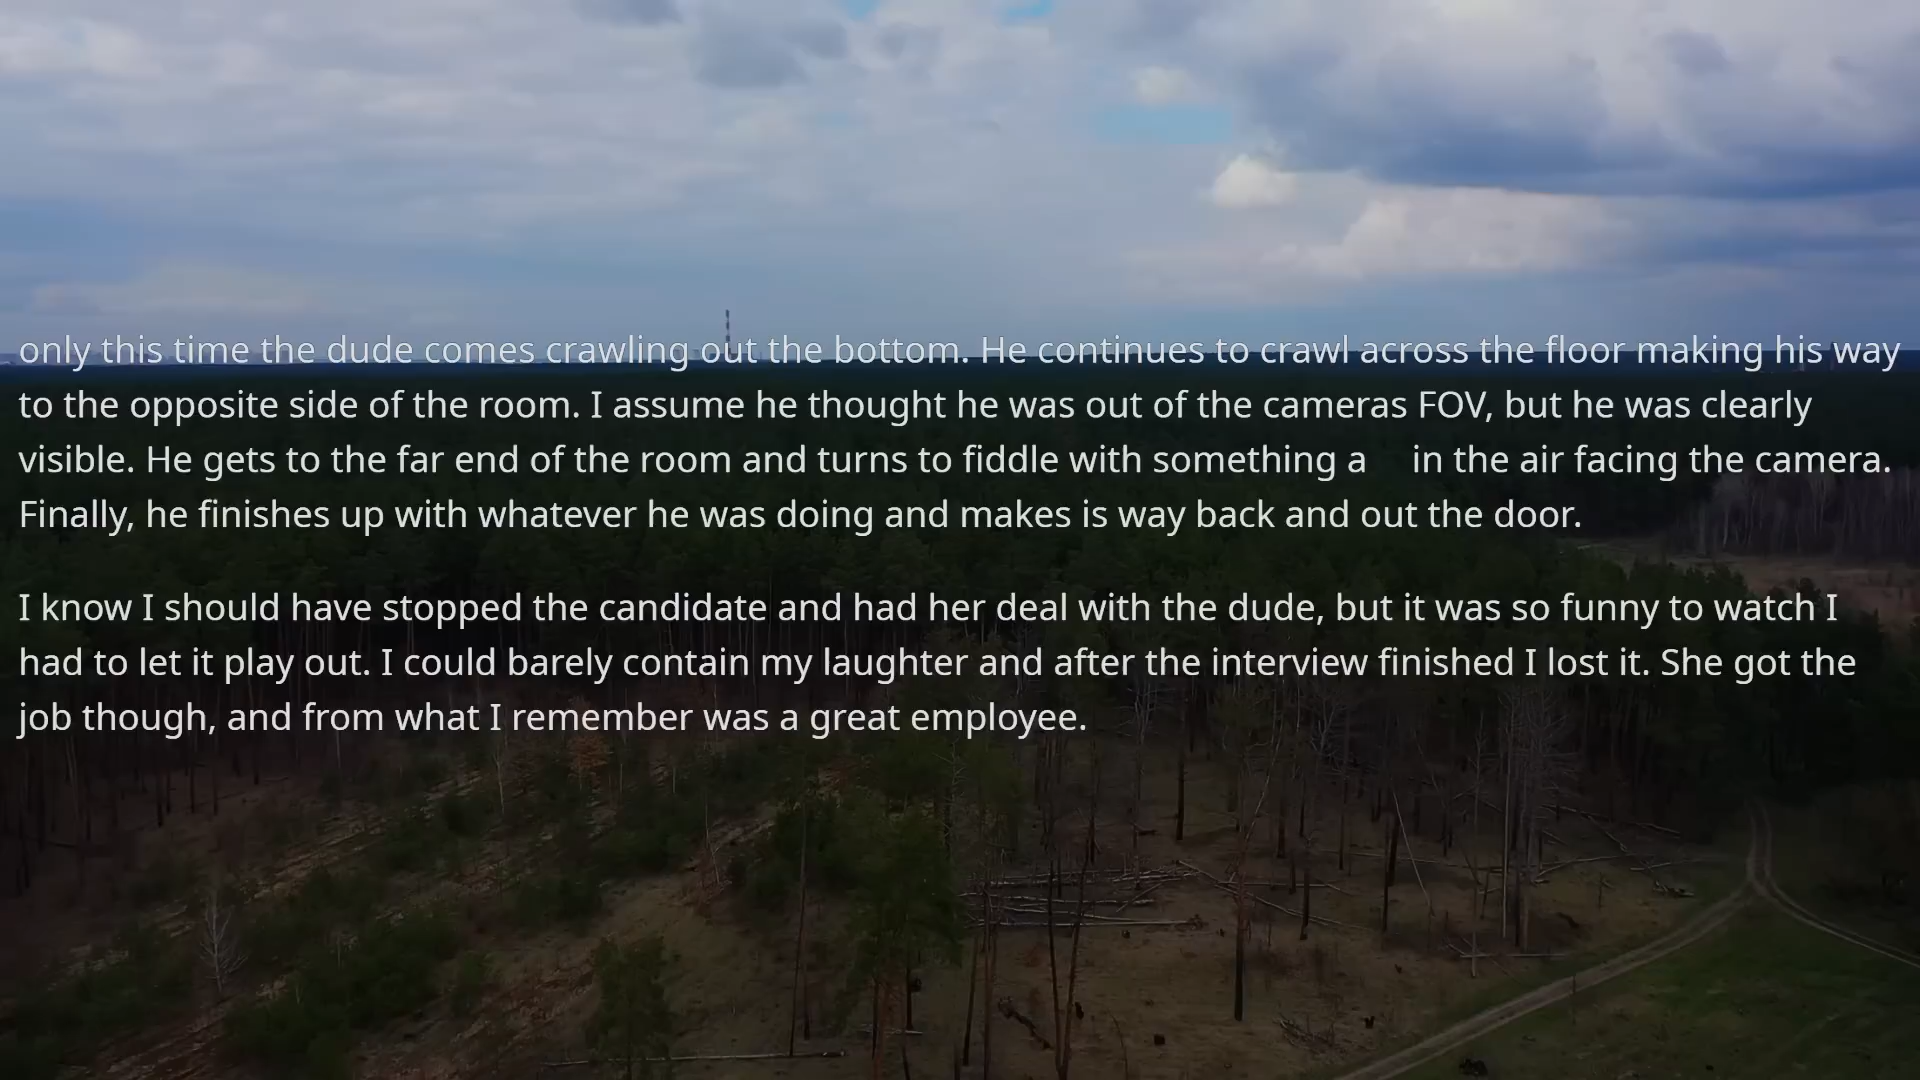 only this time the dude comes crawling out the bottom. He continues to crawl across the floor making his way
to the opposite side of the room. I assume he thought he was out of the cameras FOV, but he was clearly
visible. He gets to the far end of the room and turns to fiddle with something a in the air facing the camera.
Finally, he finishes up with whatever he was doing and makes is way back and out the door.
I know I should have stopped the candidate and had her deal with the dude, but it was so funny to watch I
had to let it play out. I could barely contain my laughter and after the interview finished I lost it. She got the
job though, and from what I remember was a great employee.